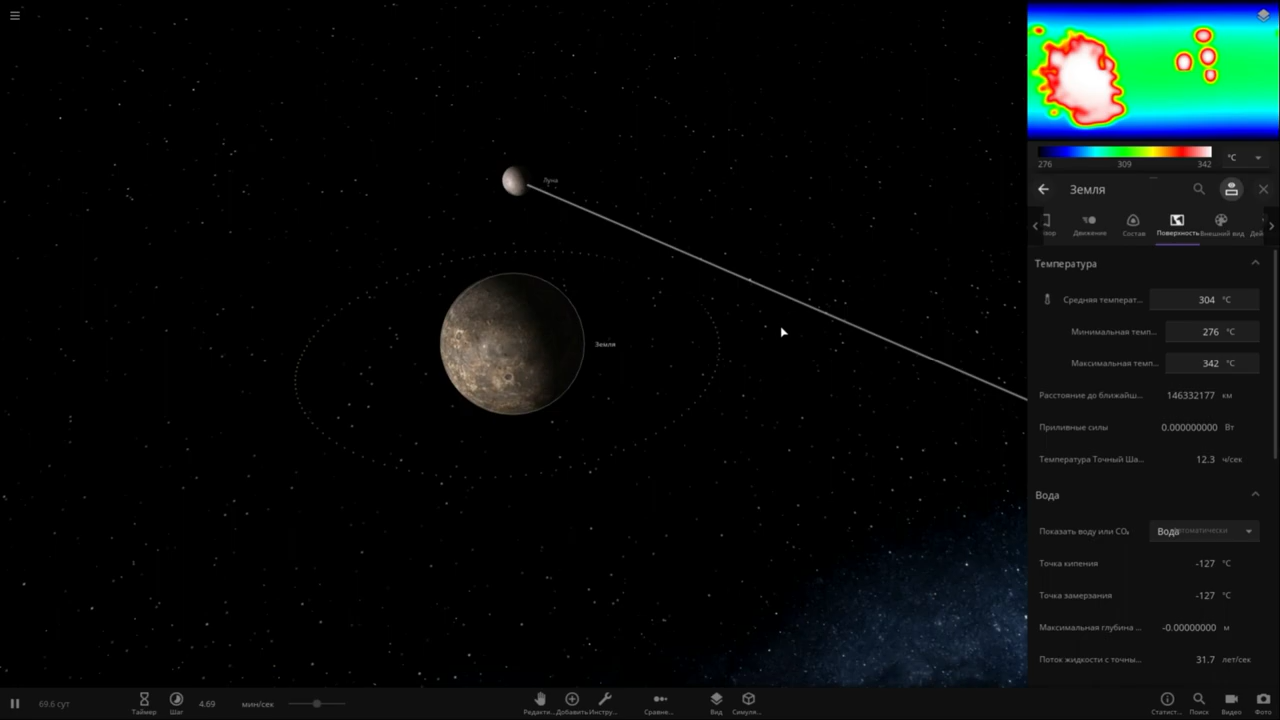 °C
276 309 342
Земля
Движение Состав Поверхность Внешний вид
Температура
Средняя температ... 304 °C
Минимальная темп... 276 °C
Максимальная темп... 342 °C
Расстояние до ближайш... 146332177 км
Приливные силы 0.000000000 Вт
Температура Точный Ша... 12.3 ч/сек
Вода
Показать воду или CO₂ Вода
Точка кипения -127 °C
Точка замерзания -127 °C
Максимальная глубина ... -0.00000000 м
Поток жидкости с точны... 31.7 лет/сек
Луна
Земля
69.6 сут Таймер Шаг 4.69 мин/сек Редакти... Добавить Инстру... Сравне... Вид Симуля... Статист... Поиск Видео Фото